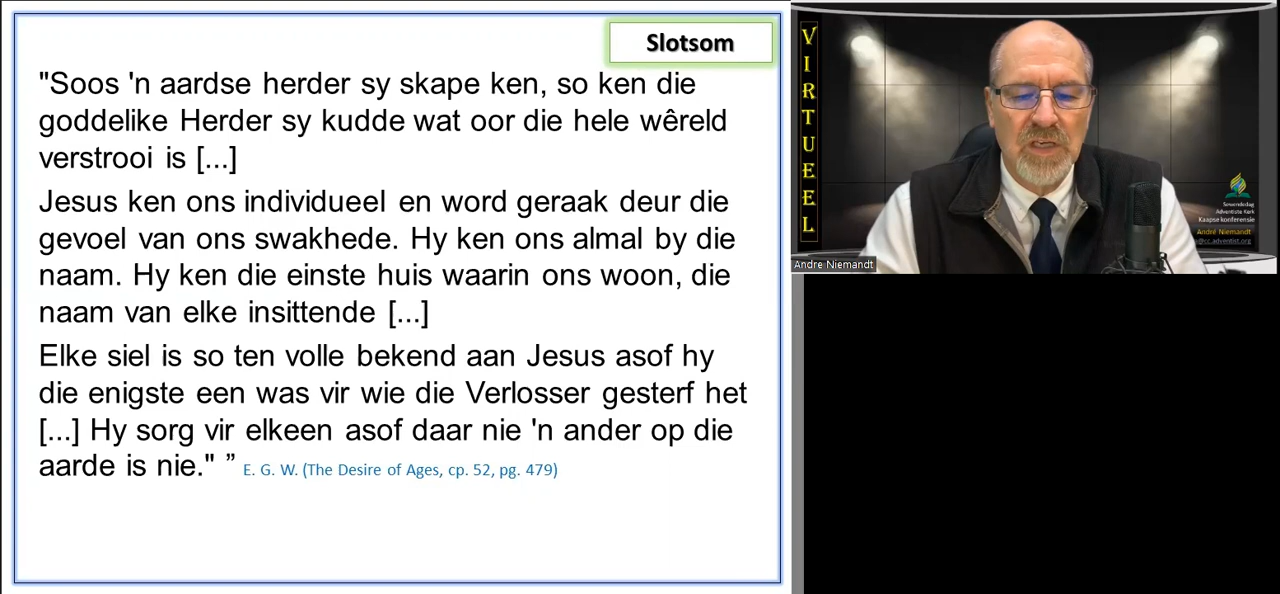 Slotsom
"Soos 'n aardse herder sy skape ken, so ken die
goddelike Herder sy kudde wat oor die hele wêreld
verstrooi is [...]
Jesus ken ons individueel en word geraak deur die
gevoel van ons swakhede. Hy ken ons almal by die
naam. Hy ken die einste huis waarin ons woon, die
naam van elke insittende [...]
Elke siel is so ten volle bekend aan Jesus asof hy
die enigste een was vir wie die Verlosser gesterf het
[...] Hy sorg vir elkeen asof daar nie 'n ander op die
aarde is nie." ” E. G. W. (The Desire of Ages, cp. 52, pg. 479)
VIRTUEEL
Sewendedag
Adventiste Kerk
Kaapse konferensie
André Niemandt
@cc.adventist.org
Andre Niemandt